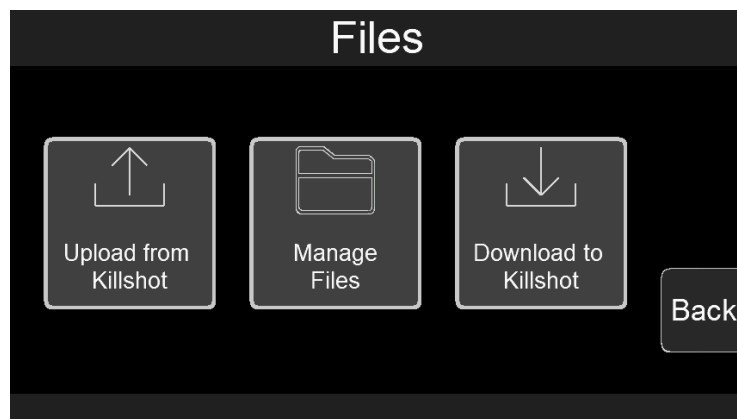 Files
Upload from
Killshot
Manage
Files
Download to
Killshot
Back